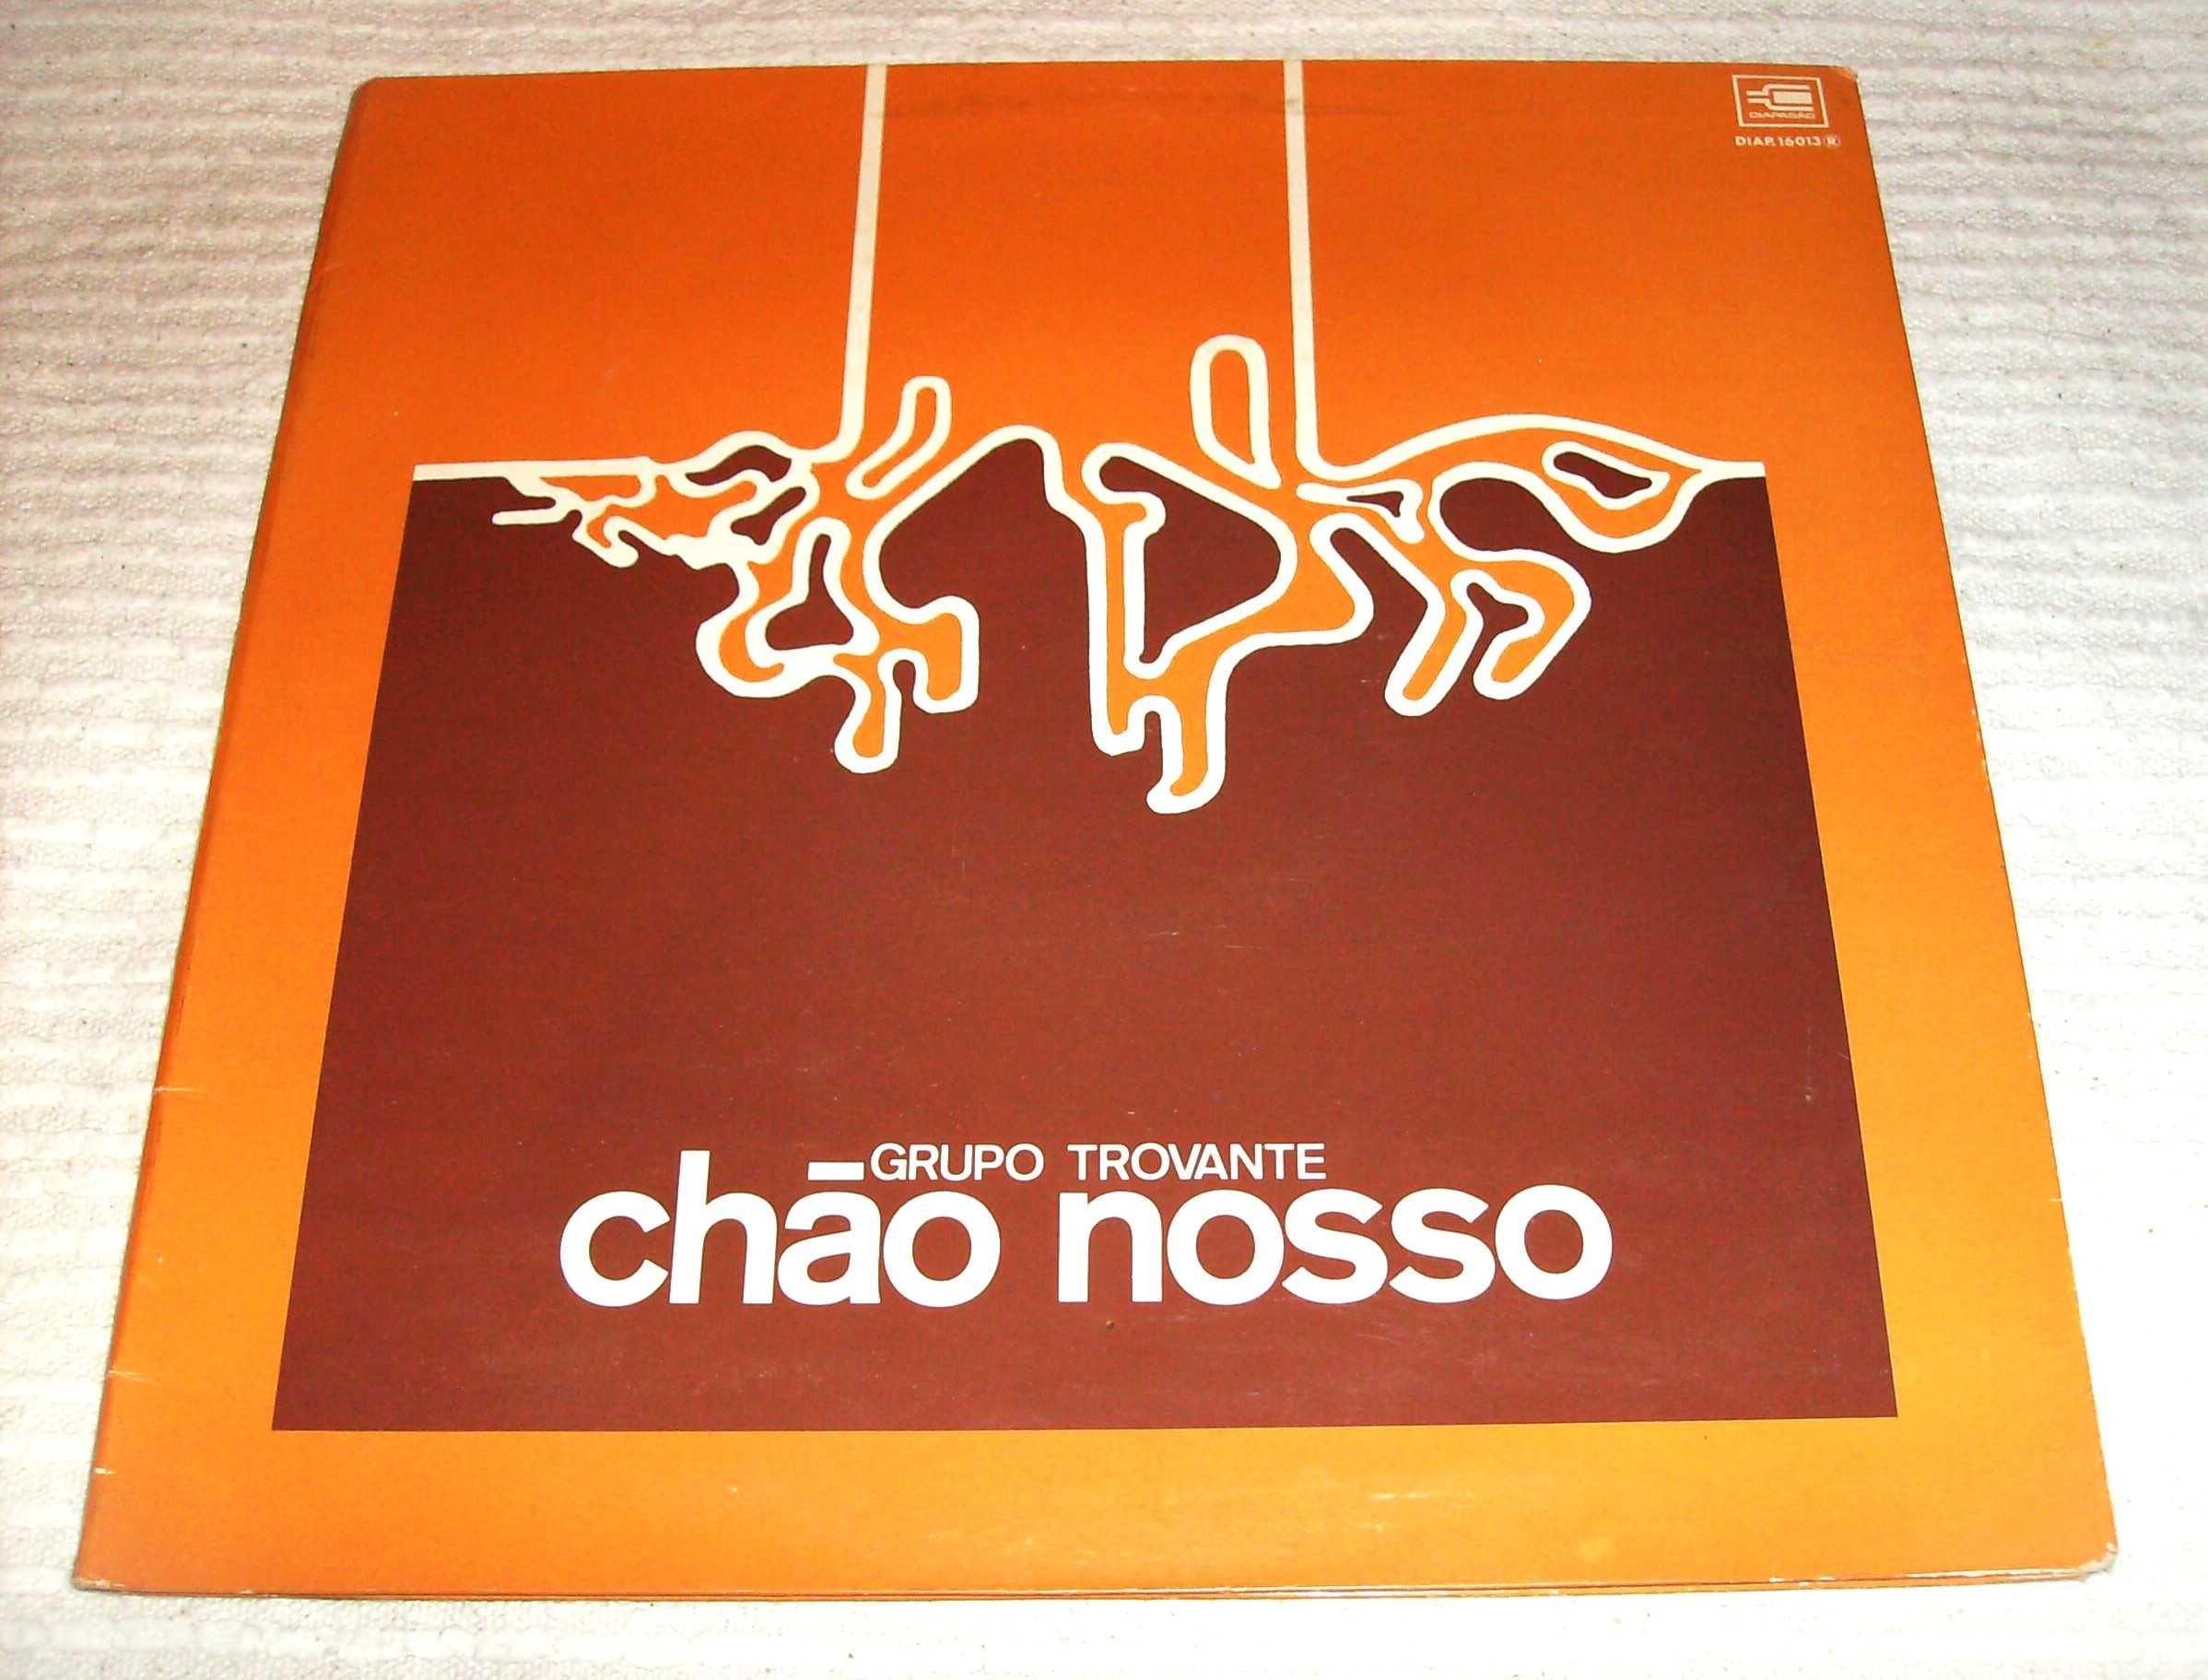 DIAPASÃO
DIAP. 16013 R
GRUPO TROVANTE
chão nosso